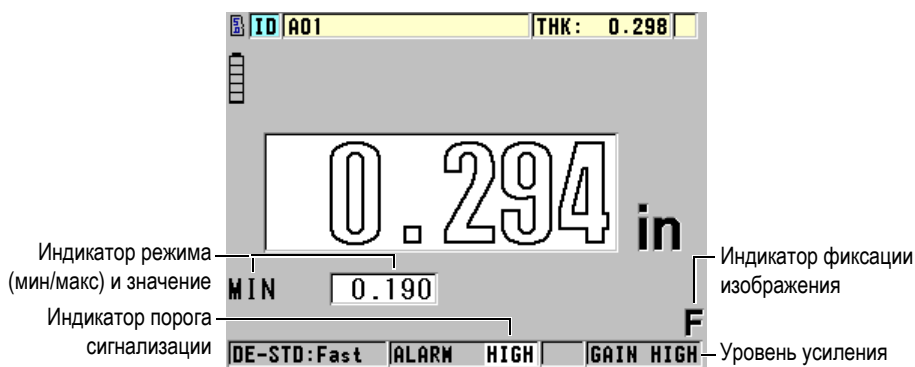 ID A01 THK: 0.298
0.294 in
Индикатор режима
(мин/макс) и значение
MIN 0.190
Индикатор фиксации
изображения
F
Индикатор порога
сигнализации
DE-STD:Fast ALARM HIGH GAIN HIGH
Уровень усиления